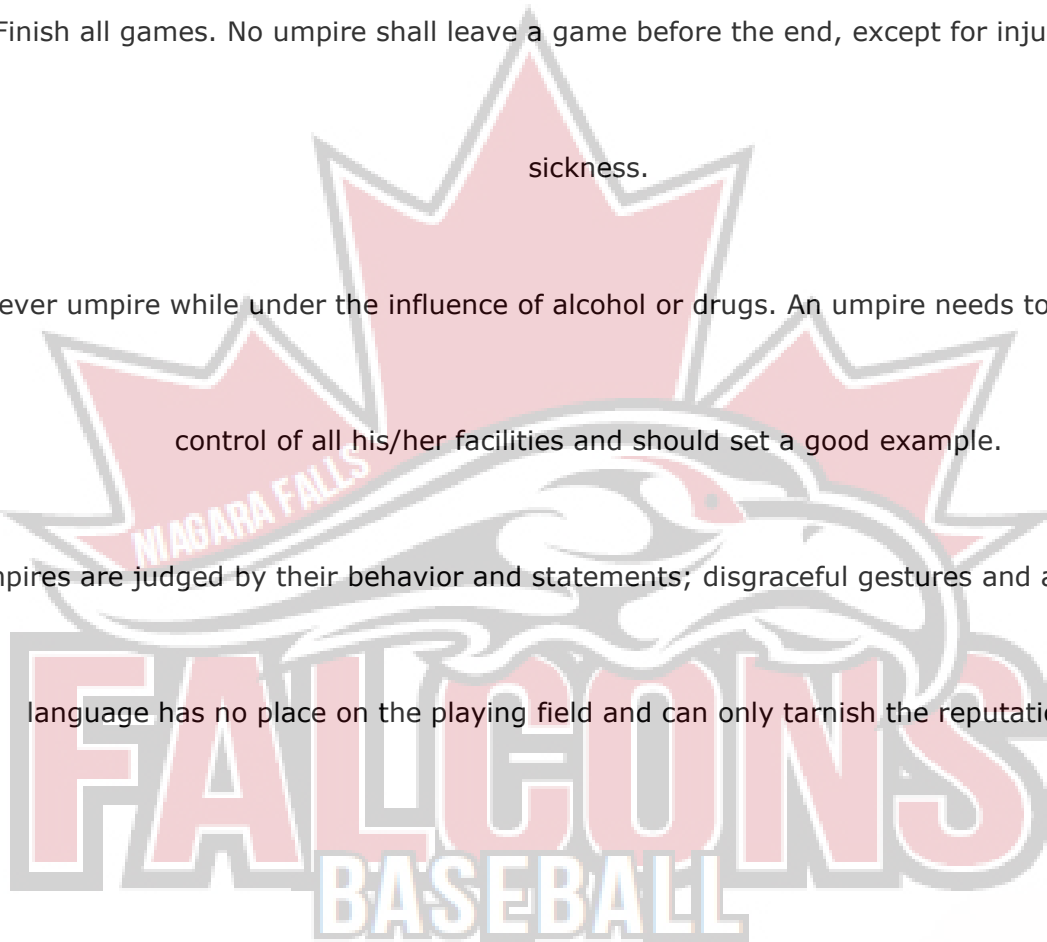 Finish all games. No umpire shall leave a game before the end, except for inju
sickness.
ever umpire while under the influence of alcohol or drugs. An umpire needs to
control of all his/her facilities and should set a good example.
NIAGARA FALLS
mpires are judged by their behavior and statements; disgraceful gestures and a
language has no place on the playing field and can only tarnish the reputatio
FALCONS
BASEBALL